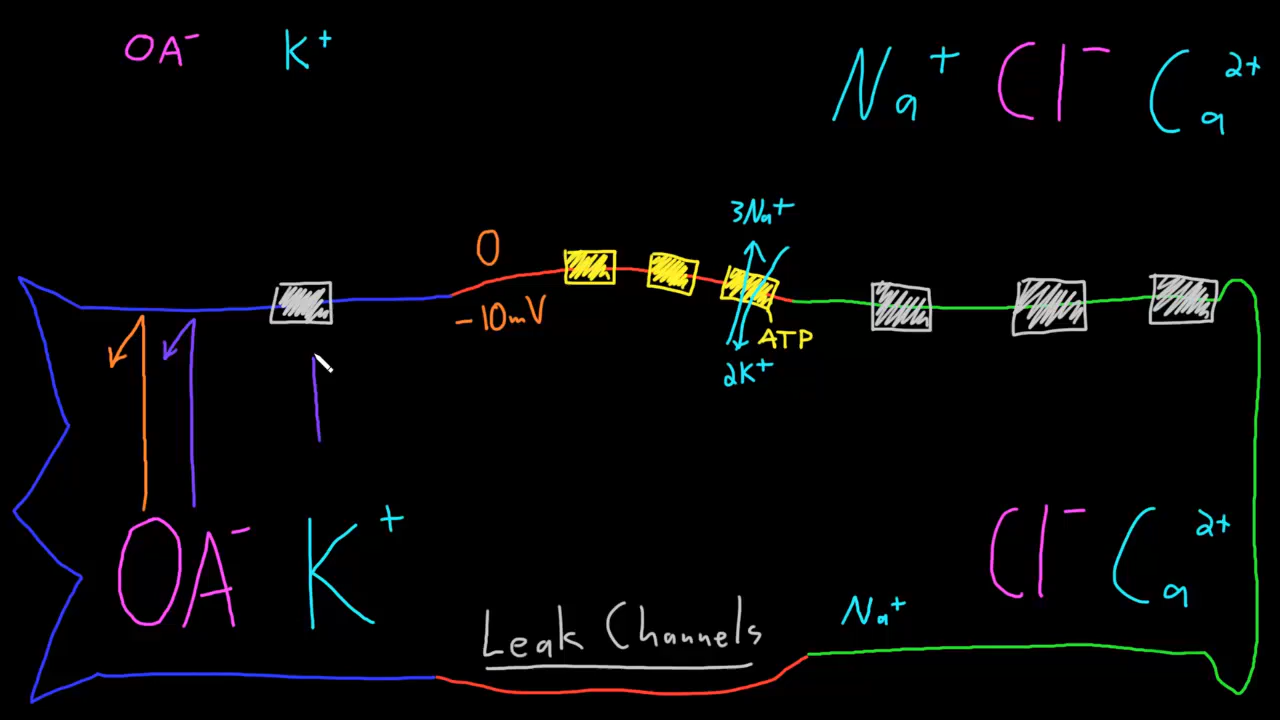 OA⁻ K⁺ Na⁺ Cl⁻ Ca²⁺
3Na⁺
0
-10mV
ATP
2K⁺
OA⁻ K⁺ Cl⁻ Ca²⁺
Leak Channels Na⁺